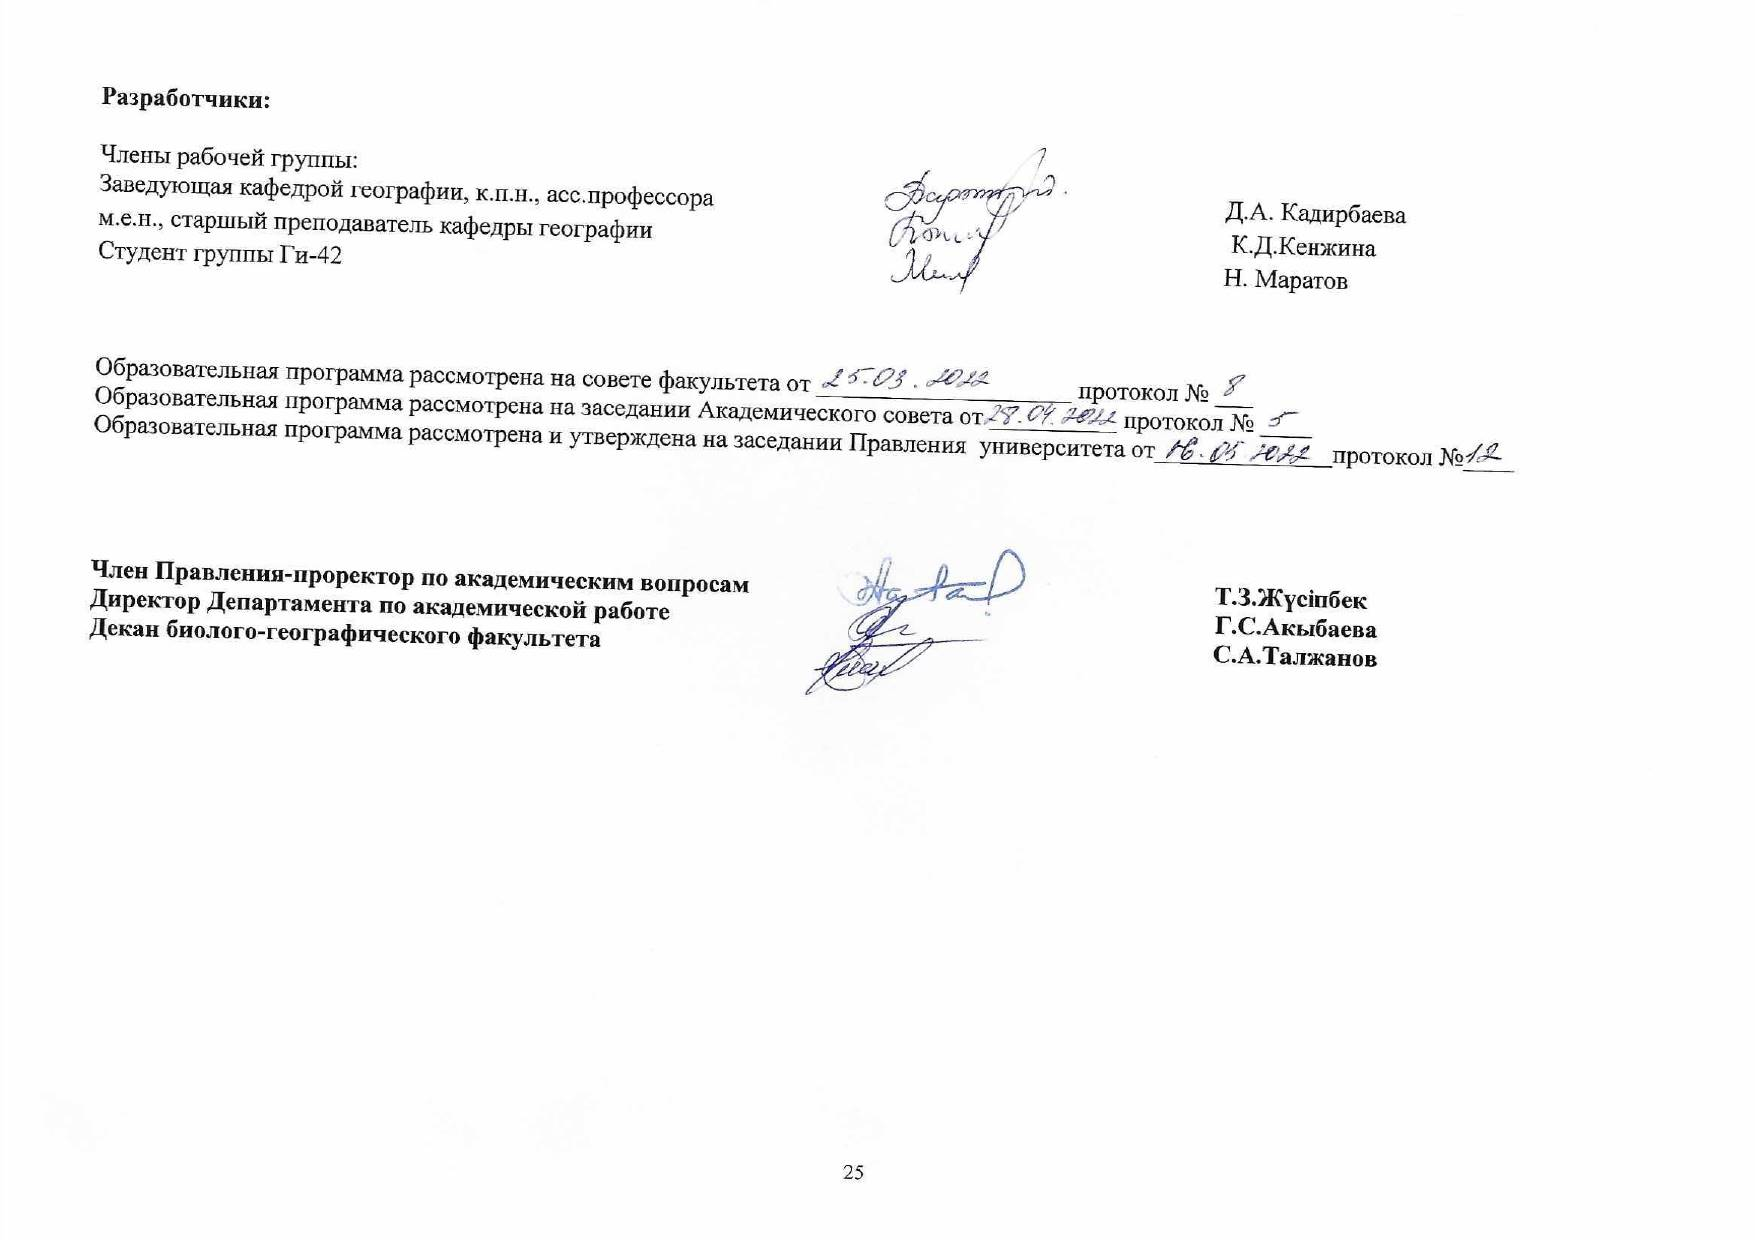 Разработчики:
Члены рабочей группы:
Заведующая кафедрой географии, к.п.н., асс.профессора Д.А. Кадирбаева
м.е.н., старший преподаватель кафедры географии К.Д.Кенжина
Студент группы Ги-42 Н. Маратов
Образовательная программа рассмотрена на совете факультета от 25.03.2022 протокол № 8
Образовательная программа рассмотрена на заседании Академического совета от 28.04.2022 протокол № 5
Образовательная программа рассмотрена и утверждена на заседании Правления университета от 16.05 2022 протокол №12
Член Правления-проректор по академическим вопросам Т.З.Жүсіпбек
Директор Департамента по академической работе Г.С.Акыбаева
Декан биолого-географического факультета С.А.Талжанов
25